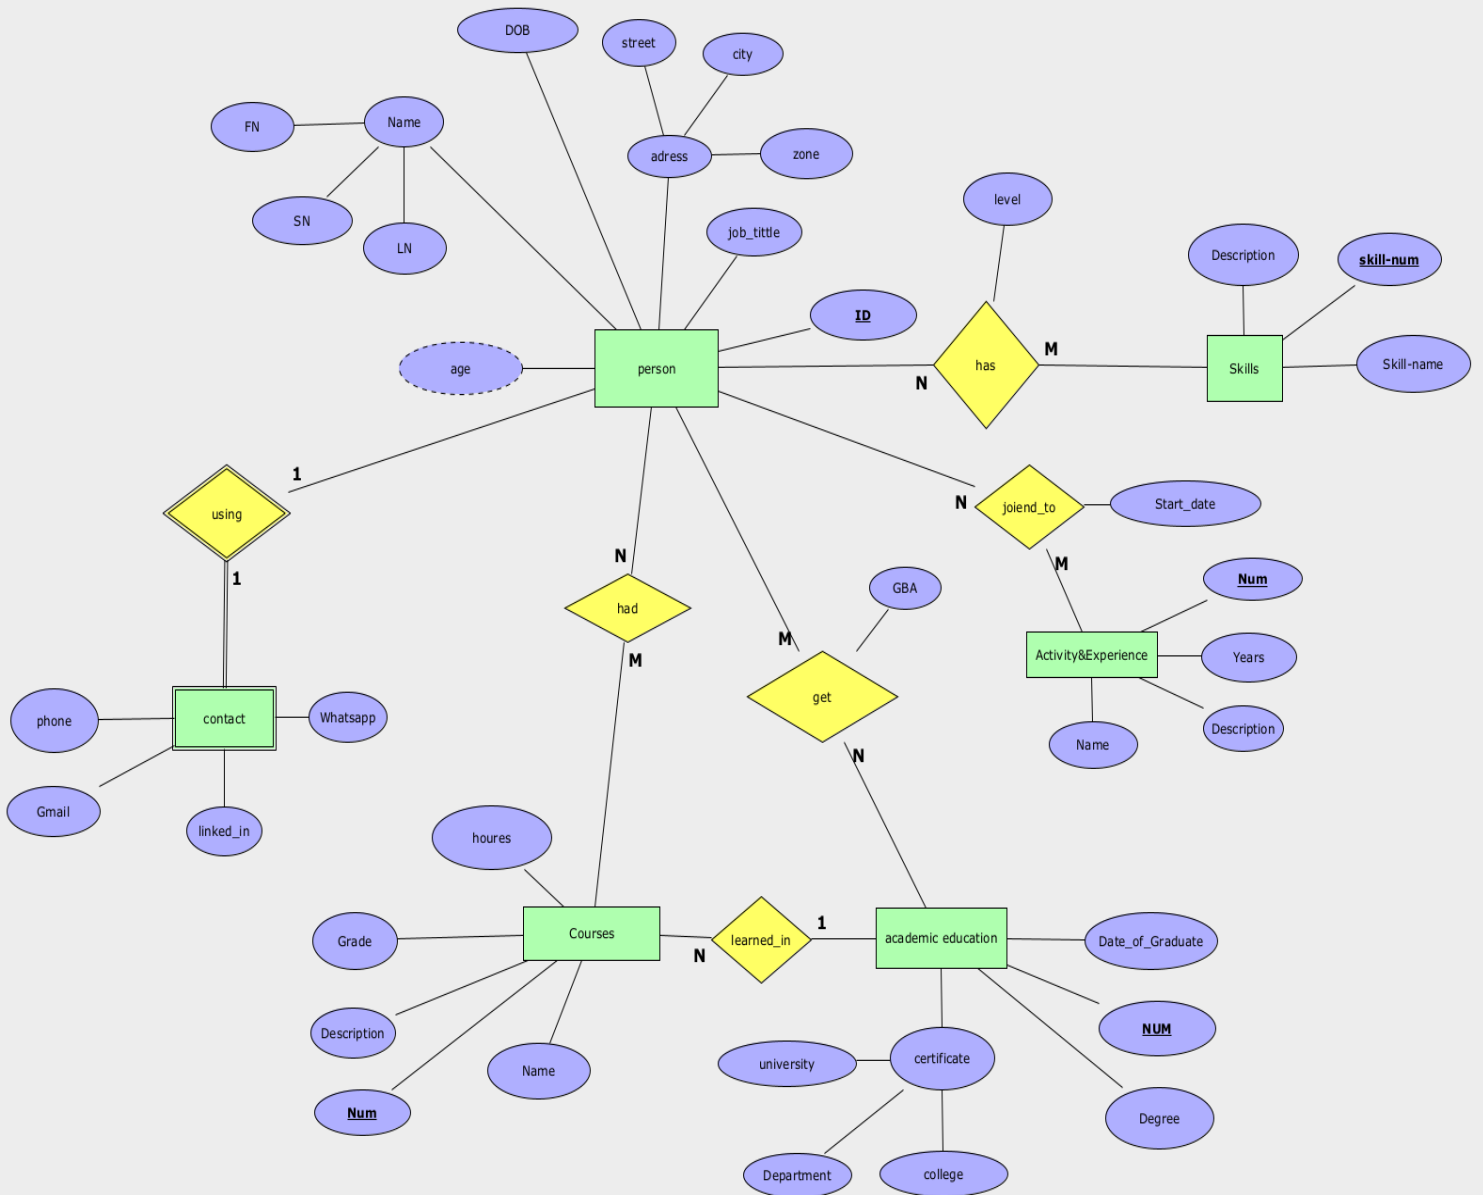 DOB
street
city
FN
Name
adress
zone
SN
LN
job_tittle
level
Description
skill-num
ID
age
person
has
N
M
Skills
Skill-name
1
using
1
N
joiend_to
Start_date
M
N
had
M
GBA
M
get
N
Num
Activity&Experience
Years
Name
Description
phone
contact
Whatsapp
Gmail
linked_in
houres
Grade
Courses
N
learned_in
1
academic education
Date_of_Graduate
Description
Num
Name
university
certificate
NUM
Degree
Department
college